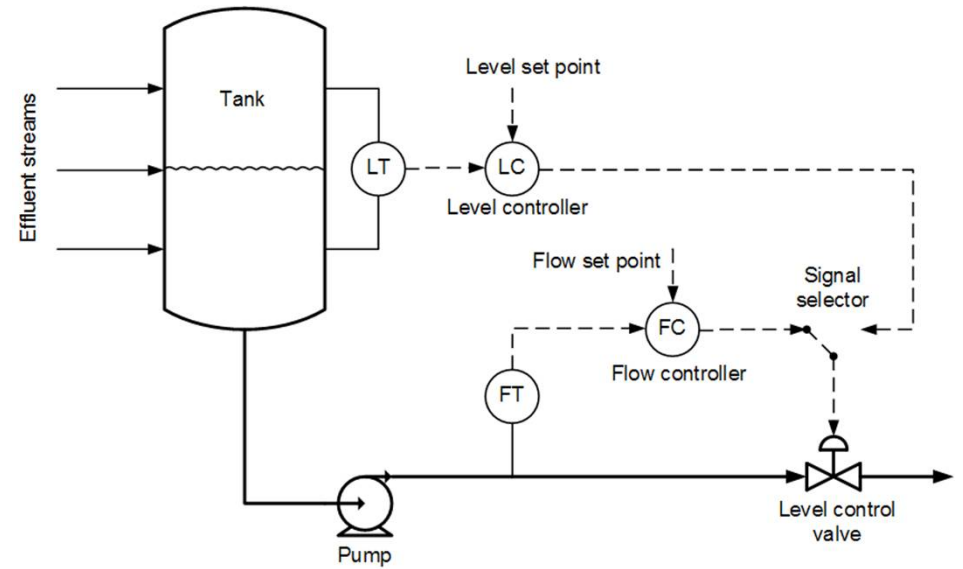 Effluent streams
Tank
LT
Level set point
LC
Level controller
Flow set point
FC
Flow controller
FT
Signal
selector
Pump
Level control
valve